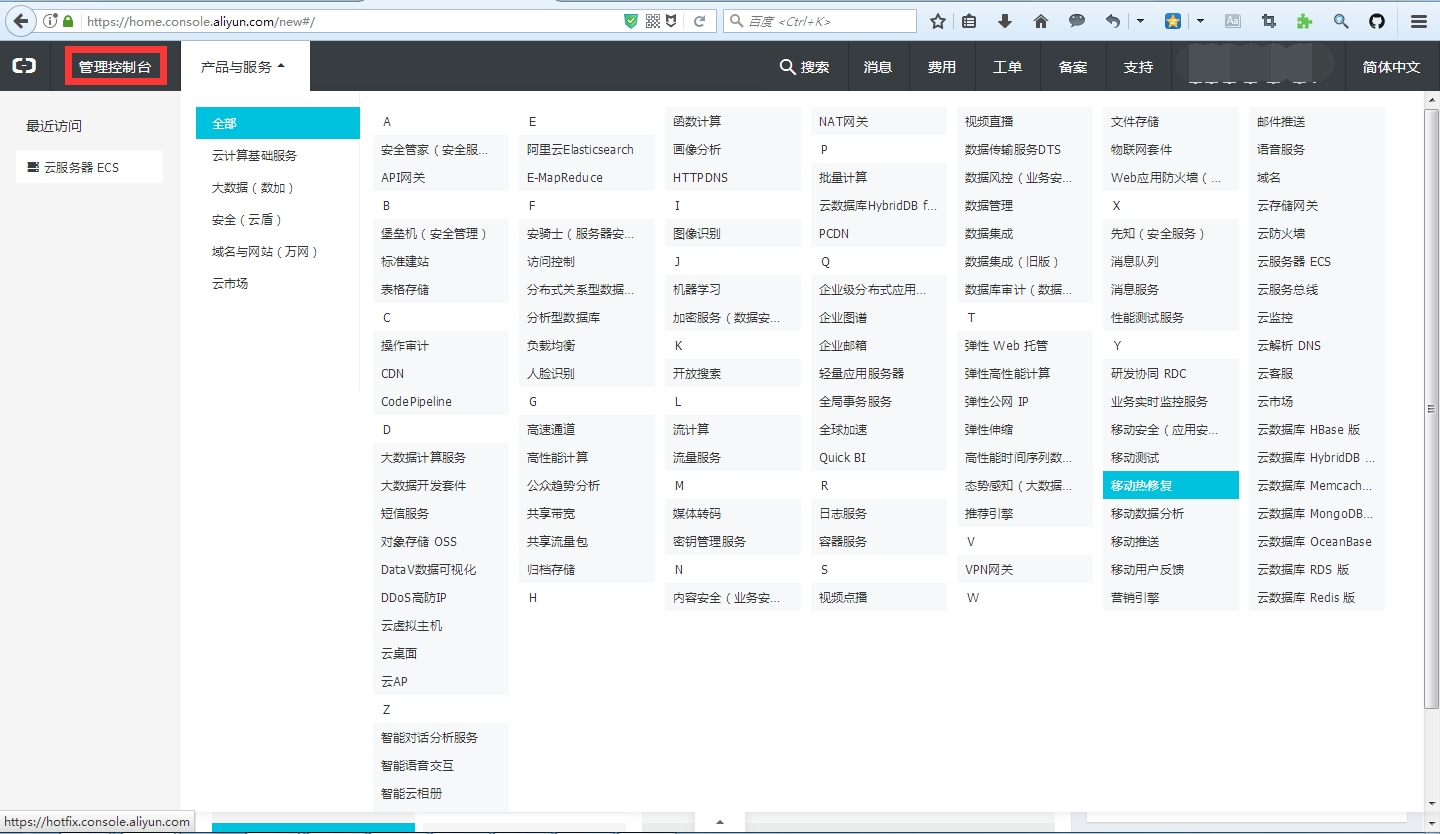 https://home.console.aliyun.com/new#/
百度 <Ctrl+K>
管理控制台
产品与服务
搜索
消息
费用
工单
备案
支持
简体中文
最近访问
云服务器 ECS
全部
云计算基础服务
大数据（数加）
安全（云盾）
域名与网站（万网）
云市场
A
安全管家（安全服...
API网关
B
堡垒机（安全管理）
标准建站
表格存储
C
操作审计
CDN
CodePipeline
D
大数据计算服务
大数据开发套件
短信服务
对象存储 OSS
DataV数据可视化
DDoS高防IP
云虚拟主机
云桌面
云AP
Z
智能对话分析服务
智能语音交互
智能云相册
E
阿里云Elasticsearch
E-MapReduce
F
安骑士（服务器安...
访问控制
分布式关系型数据...
分析型数据库
负载均衡
人脸识别
G
高速通道
高性能计算
公众趋势分析
共享带宽
共享流量包
归档存储
H
函数计算
画像分析
HTTPDNS
I
图像识别
J
机器学习
加密服务（数据安...
K
开放搜索
L
流计算
流量服务
M
媒体转码
密钥管理服务
N
内容安全（业务安...
NAT网关
P
批量计算
云数据库HybridDB f...
PCDN
Q
企业级分布式应用...
企业图谱
企业邮箱
轻量应用服务器
全局事务服务
全球加速
Quick BI
R
日志服务
容器服务
S
视频点播
视频直播
数据传输服务DTS
数据风控（业务安...
数据管理
数据集成
数据集成（旧版）
数据库审计（数据...
T
弹性 Web 托管
弹性高性能计算
弹性公网 IP
弹性伸缩
高性能时间序列数...
态势感知（大数据...
推荐引擎
V
VPN网关
W
文件存储
物联网套件
Web应用防火墙（...
X
先知（安全服务）
消息队列
消息服务
性能测试服务
Y
研发协同 RDC
业务实时监控服务
移动安全（应用安...
移动测试
移动热修复
移动数据分析
移动推送
移动用户反馈
营销引擎
邮件推送
语音服务
域名
云存储网关
云防火墙
云服务器 ECS
云服务总线
云监控
云解析 DNS
云客服
云市场
云数据库 HBase 版
云数据库 HybridDB ...
云数据库 Memcach...
云数据库 MongoDB...
云数据库 OceanBase
云数据库 RDS 版
云数据库 Redis 版
https://hotfix.console.aliyun.com